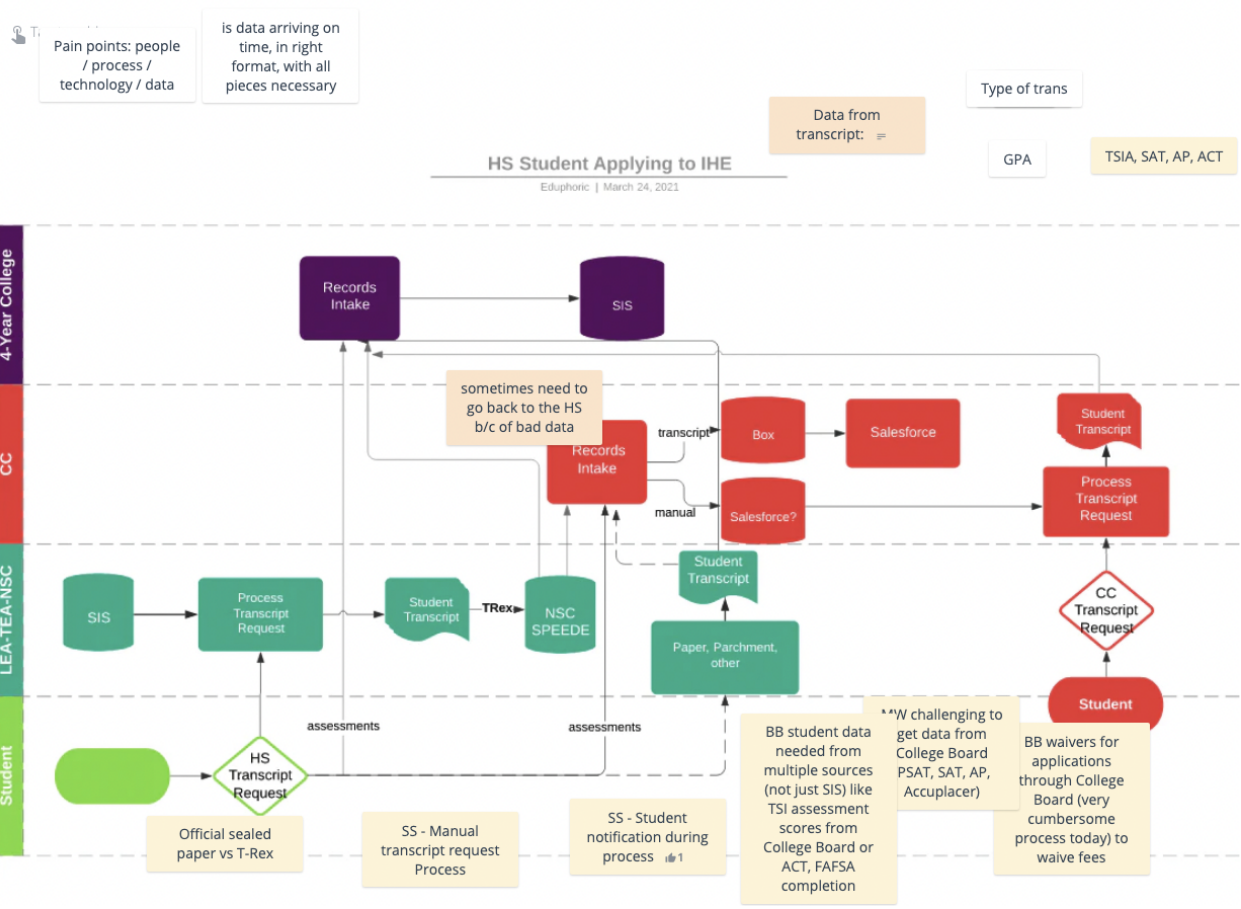 Pain points: people
/ process /
technology / data
is data arriving on
time, in right
format, with all
pieces necessary
Data from
transcript:
Type of trans
GPA
TSIA, SAT, AP, ACT
HS Student Applying to IHE
Eduphoric | March 24, 2021
4-Year College
Records
Intake
SIS
CC
sometimes need to
go back to the HS
b/c of bad data
Records
Intake
transcript
manual
Box
Salesforce
Salesforce?
Student
Transcript
Process
Transcript
Request
LEA-TEA-NSC
SIS
Process
Transcript
Request
Student
Transcript
TRex
NSC
SPEEDE
Student
Transcript
Paper, Parchment,
other
CC
Transcript
Request
Student
Student
HS
Transcript
Request
assessments
assessments
Official sealed
paper vs T-Rex
SS - Manual
transcript request
Process
SS - Student
notification during
process 1
BB student data
needed from
multiple sources
(not just SIS) like
TSI assessment
scores from
College Board or
ACT, FAFSA
completion
MW challenging to
get data from
College Board
PSAT, SAT, AP,
Accuplacer)
BB waivers for
applications
through College
Board (very
cumbersome
process today) to
waive fees